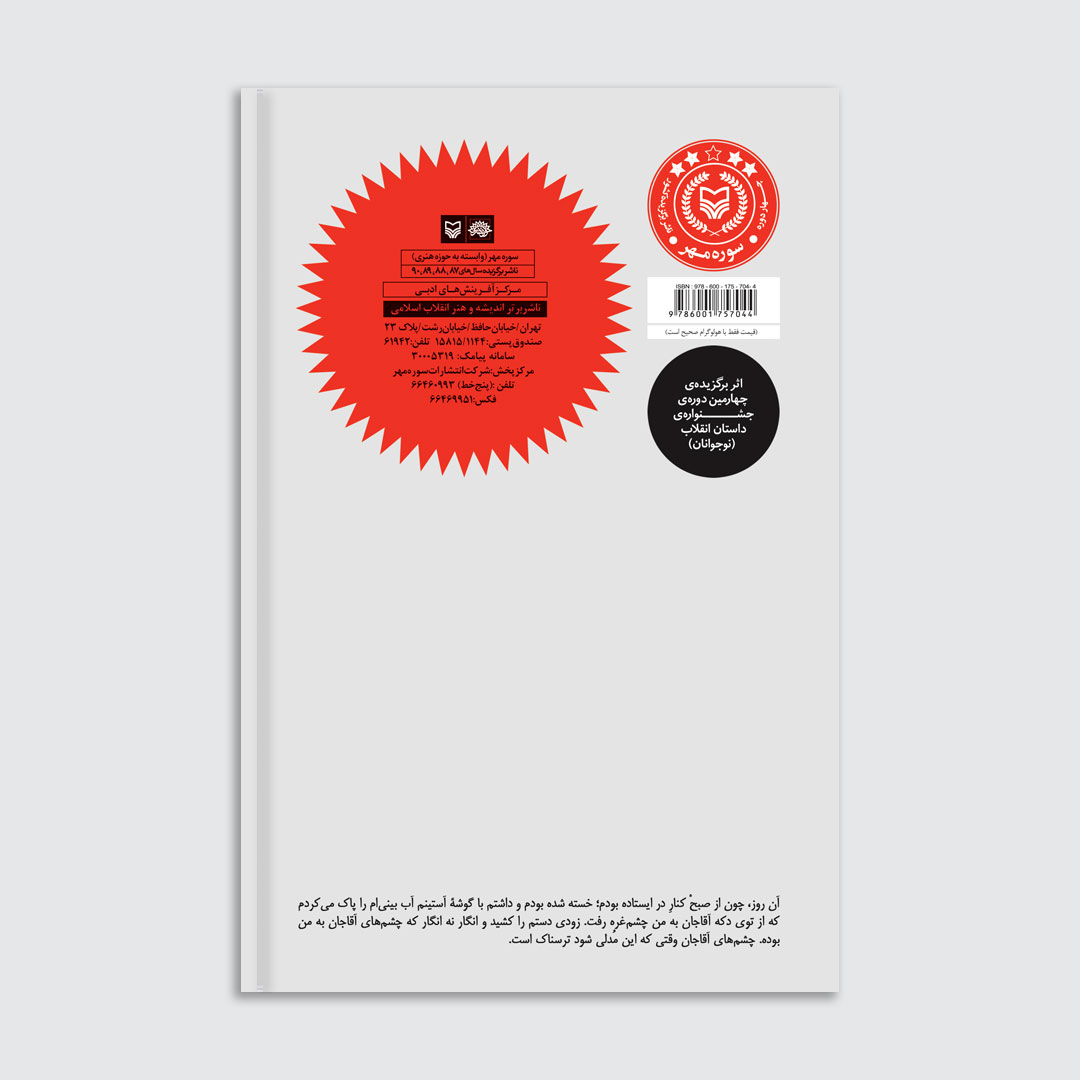 سوره مهر
ISBN: 978 - 600 - 175 - 704- 4
9 786001 757044
(قیمت فقط با هولوگرام صحیح است)
اثر برگزیده‌ی
چهارمین دوره‌ی
جشنواره‌ی
داستان انقلاب
(نوجوانان)
سوره مهر (وابسته به حوزه هنری)
ناشر برگزیده سال‌های ۸۷، ۸۸، ۸۹، ۹۰
مرکز آفرینش‌های ادبی
ناشر برتر اندیشه و هنر انقلاب اسلامی
تهران/خیابان حافظ/خیابان رشت/پلاک ۲۳
صندوق پستی: ۱۵۸۱۵/۱۱۴۴ تلفن: ۶۱۹۴۲
سامانه پیامک: ۳۰۰۰۵۳۱۹
مرکز پخش: شرکت انتشارات سوره مهر
تلفن: (پنج خط) ۶۶۴۶۰۹۹۳
فکس: ۶۶۴۶۹۹۵۱
آن روز، چون از صبحْ کنارِ در ایستاده بودم؛ خسته شده بودم و داشتم با گوشهٔ آستینم آب بینی‌ام را پاک می‌کردم
که از توی دکه آقاجان به من چشم‌غره رفت. زودی دستم را کشید و انگار نه انگار که چشم‌های آقاجان به من
بوده. چشم‌های آقاجان وقتی که این مُدلی شود ترسناک است.